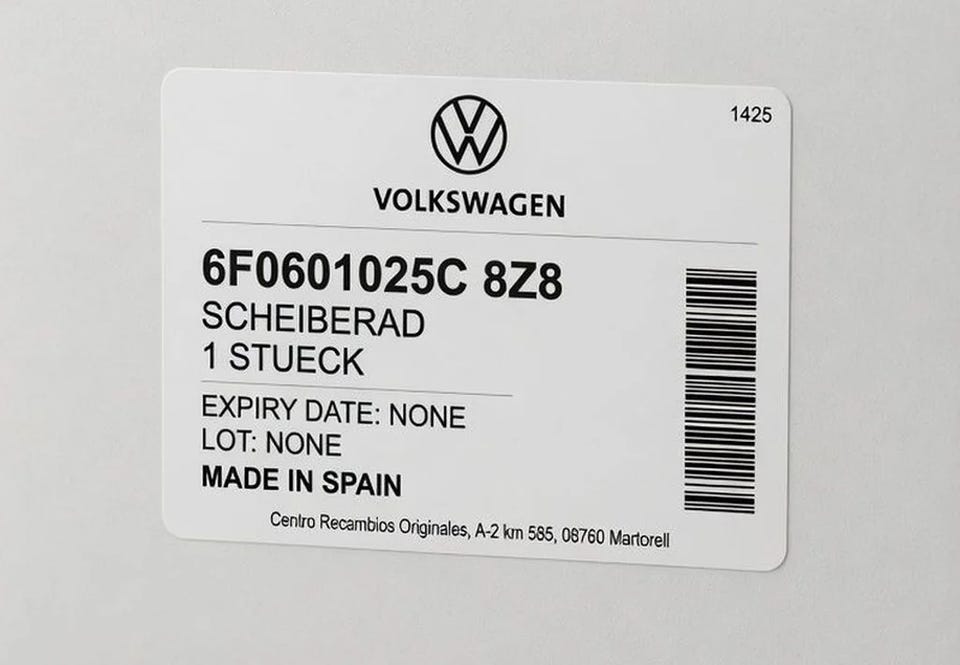 1425
VOLKSWAGEN
6F0601025C 8Z8
SCHEIBERAD
1 STUECK
EXPIRY DATE: NONE
LOT: NONE
MADE IN SPAIN
Centro Recambios Originales, A-2 km 585, 08760 Martorell